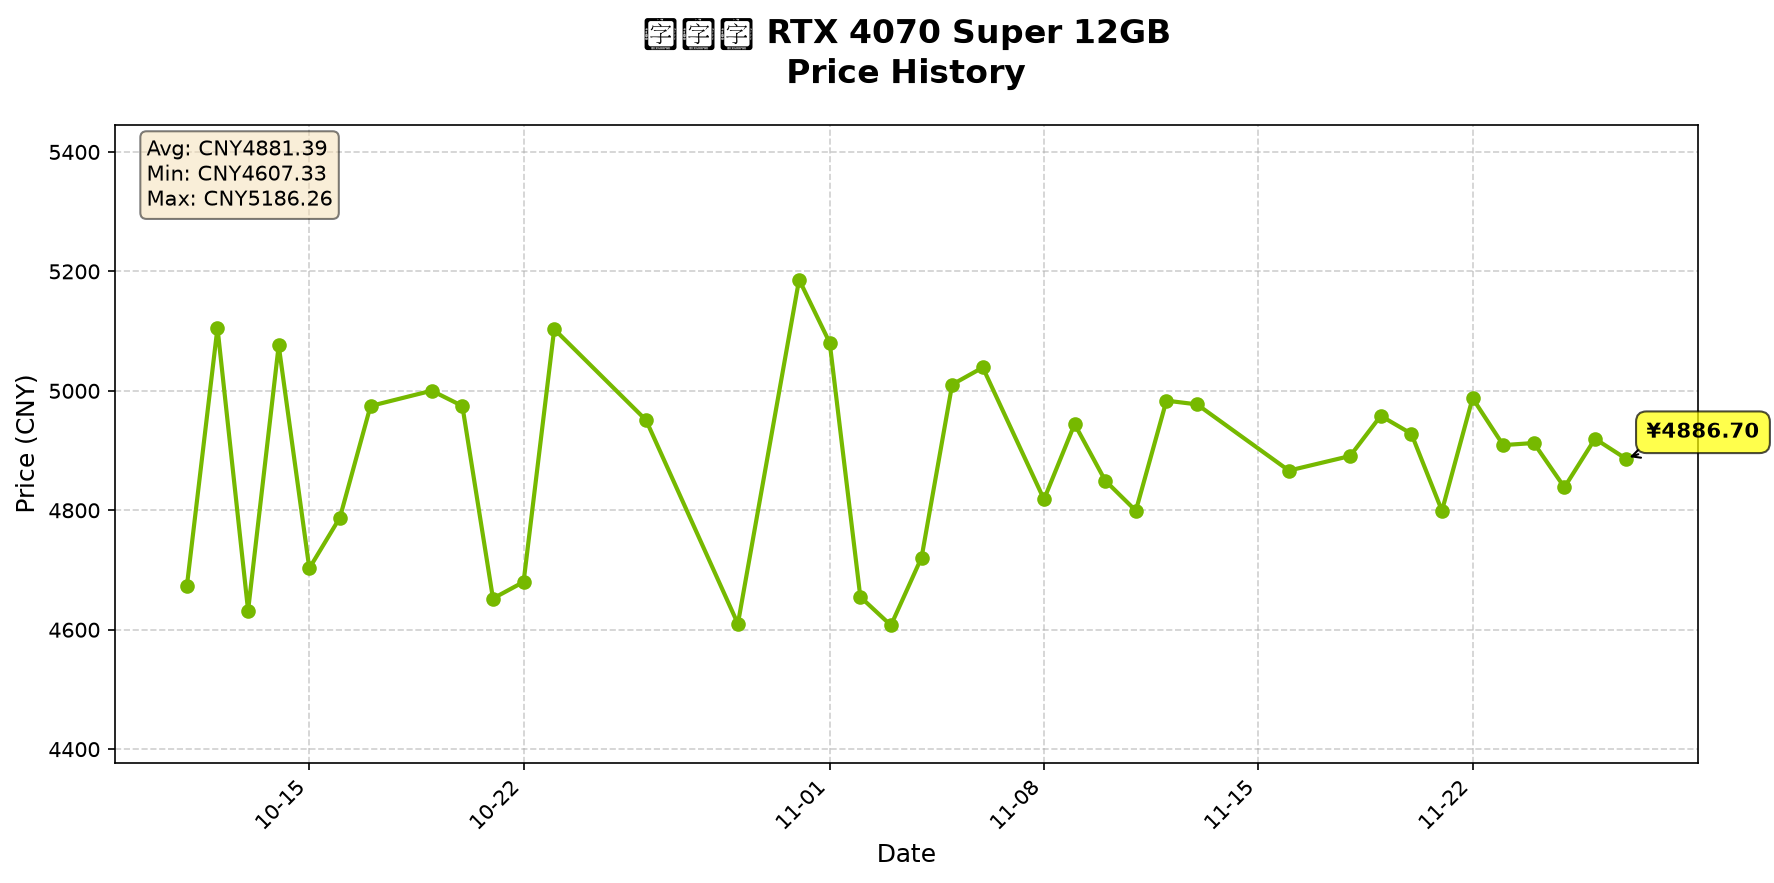 RTX 4070 Super 12GB
Price History
Avg: CNY4881.39
Min: CNY4607.33
Max: CNY5186.26
5400
5200
5000
4800
4600
4400
Price (CNY)
¥4886.70
10-15
10-22
11-01
11-08
11-15
11-22
Date